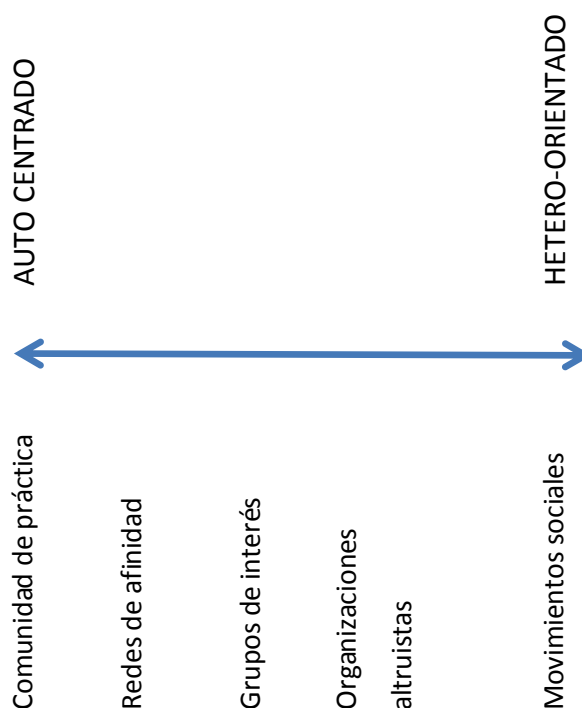 AUTO CENTRADO
HETERO-ORIENTADO
Comunidad de práctica
Redes de afinidad
Grupos de interés
Organizaciones
altruistas
Movimientos sociales